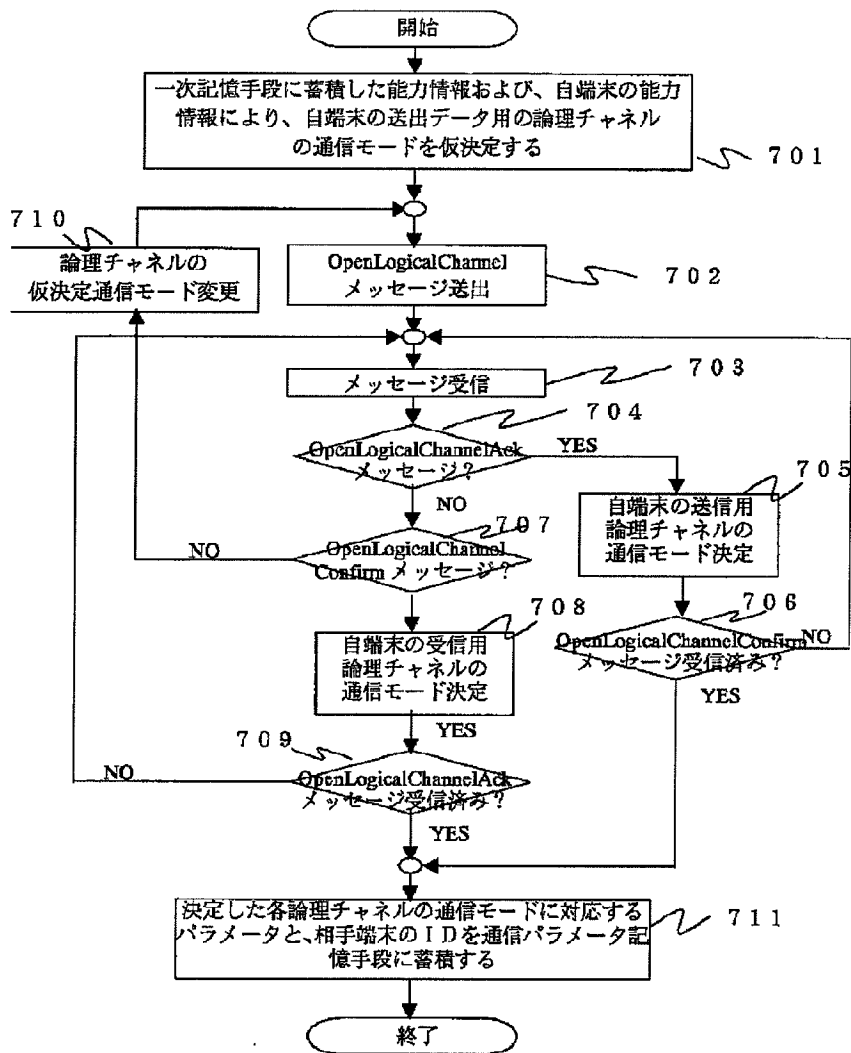 開始
一次記憶手段に蓄積した能力情報および、自端末の能力
情報により、自端末の送出データ用の論理チャネル
の通信モードを仮決定する
701
710
論理チャネルの
仮決定通信モード変更
OpenLogicalChannel
メッセージ送出
702
メッセージ受信
703
704
OpenLogicalChannelAck
メッセージ?
YES
NO
705
自端末の送信用
論理チャネルの
通信モード決定
707
NO
OpenLogicalChannel
Confirm メッセージ?
706
OpenLogicalChannelConfirm
メッセージ受信済み?
NO
YES
708
自端末の受信用
論理チャネルの
通信モード決定
YES
709
NO
OpenLogicalChannelAck
メッセージ受信済み?
YES
決定した各論理チャネルの通信モードに対応する
パラメータと、相手端末のIDを通信パラメータ記
憶手段に蓄積する
711
終了